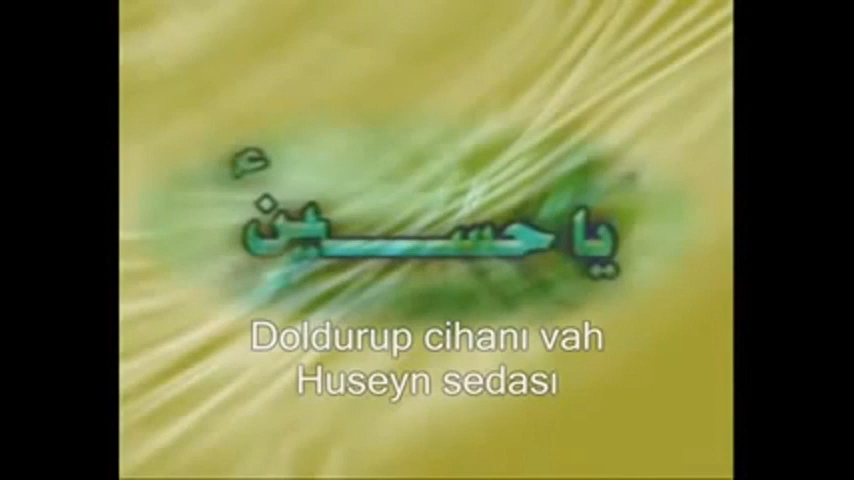 يا حسين ع
Doldurup cihanı vah
Huseyn sedası